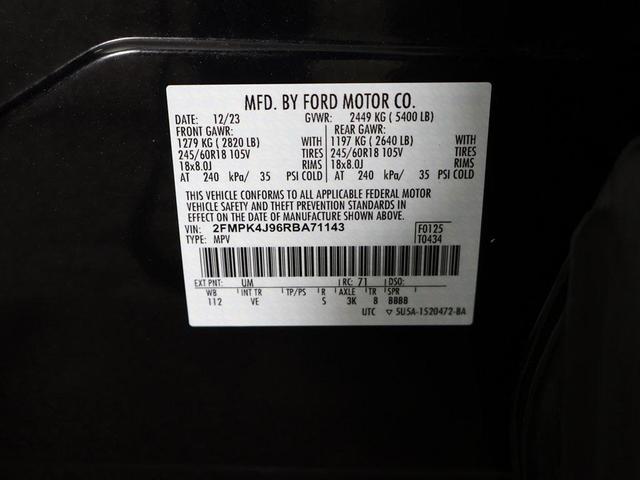 MFD. BY FORD MOTOR CO.
DATE: 12/23 GVWR: 2449 KG ( 5400 LB)
FRONT GAWR: REAR GAWR:
1279 KG ( 2820 LB) WITH 1197 KG ( 2640 LB) WITH
245/60R18 105V TIRES 245/60R18 105V TIRES
18x8.0J RIMS 18x8.0J RIMS
AT 240 kPa/ 35 PSI COLD AT 240 kPa/ 35 PSI COLD
THIS VEHICLE CONFORMS TO ALL APPLICABLE FEDERAL MOTOR
VEHICLE SAFETY AND THEFT PREVENTION STANDARDS IN
EFFECT ON THE DATE OF MANUFACTURE SHOWN ABOVE.
VIN: 2FMPK4J96RBA71143 F0125
TYPE: MPV T0434
EXT PNT: UM RC: 71 DSO:
WB INT TR TP/PS R AXLE TR SPR
112 VE S 3K 8 BBBB
UTC ▽ 5U5A-1520472-BA